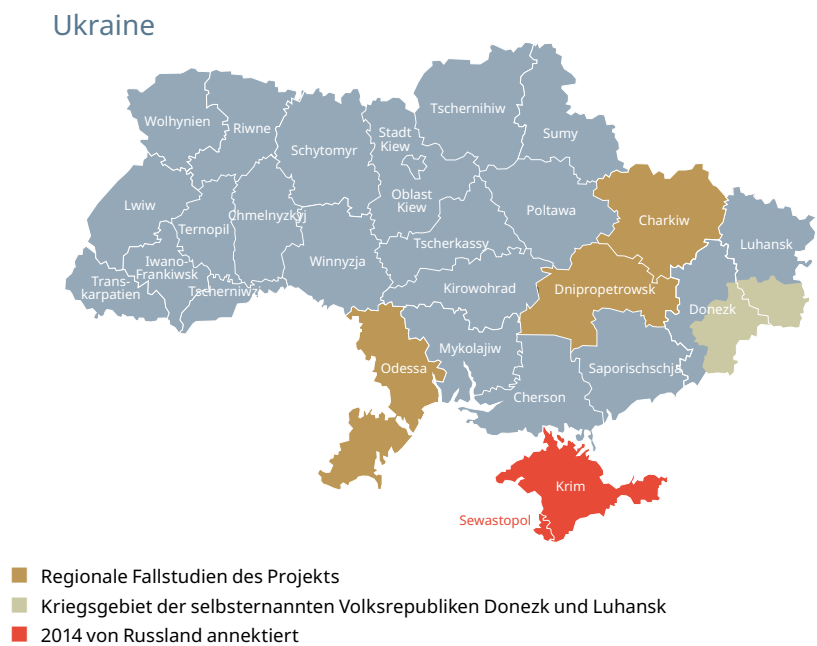 Ukraine
Wolhynien
Riwne
Schytomyr
Stadt
Kiew
Tschernihiw
Sumy
Lwiw
Ternopil
Chmelnyzkyj
Oblast
Kiew
Poltawa
Charkiw
Luhansk
Iwano-
Frankiwsk
Trans-
karpatien
Tscherniwzi
Winnyzja
Tscherkassy
Kirowohrad
Dnipropetrowsk
Donezk
Odessa
Mykolajiw
Cherson
Saporischschja
Krim
Sewastopol
Regionale Fallstudien des Projekts
Kriegsgebiet der selbsternannten Volksrepubliken Donezk und Luhansk
2014 von Russland annektiert